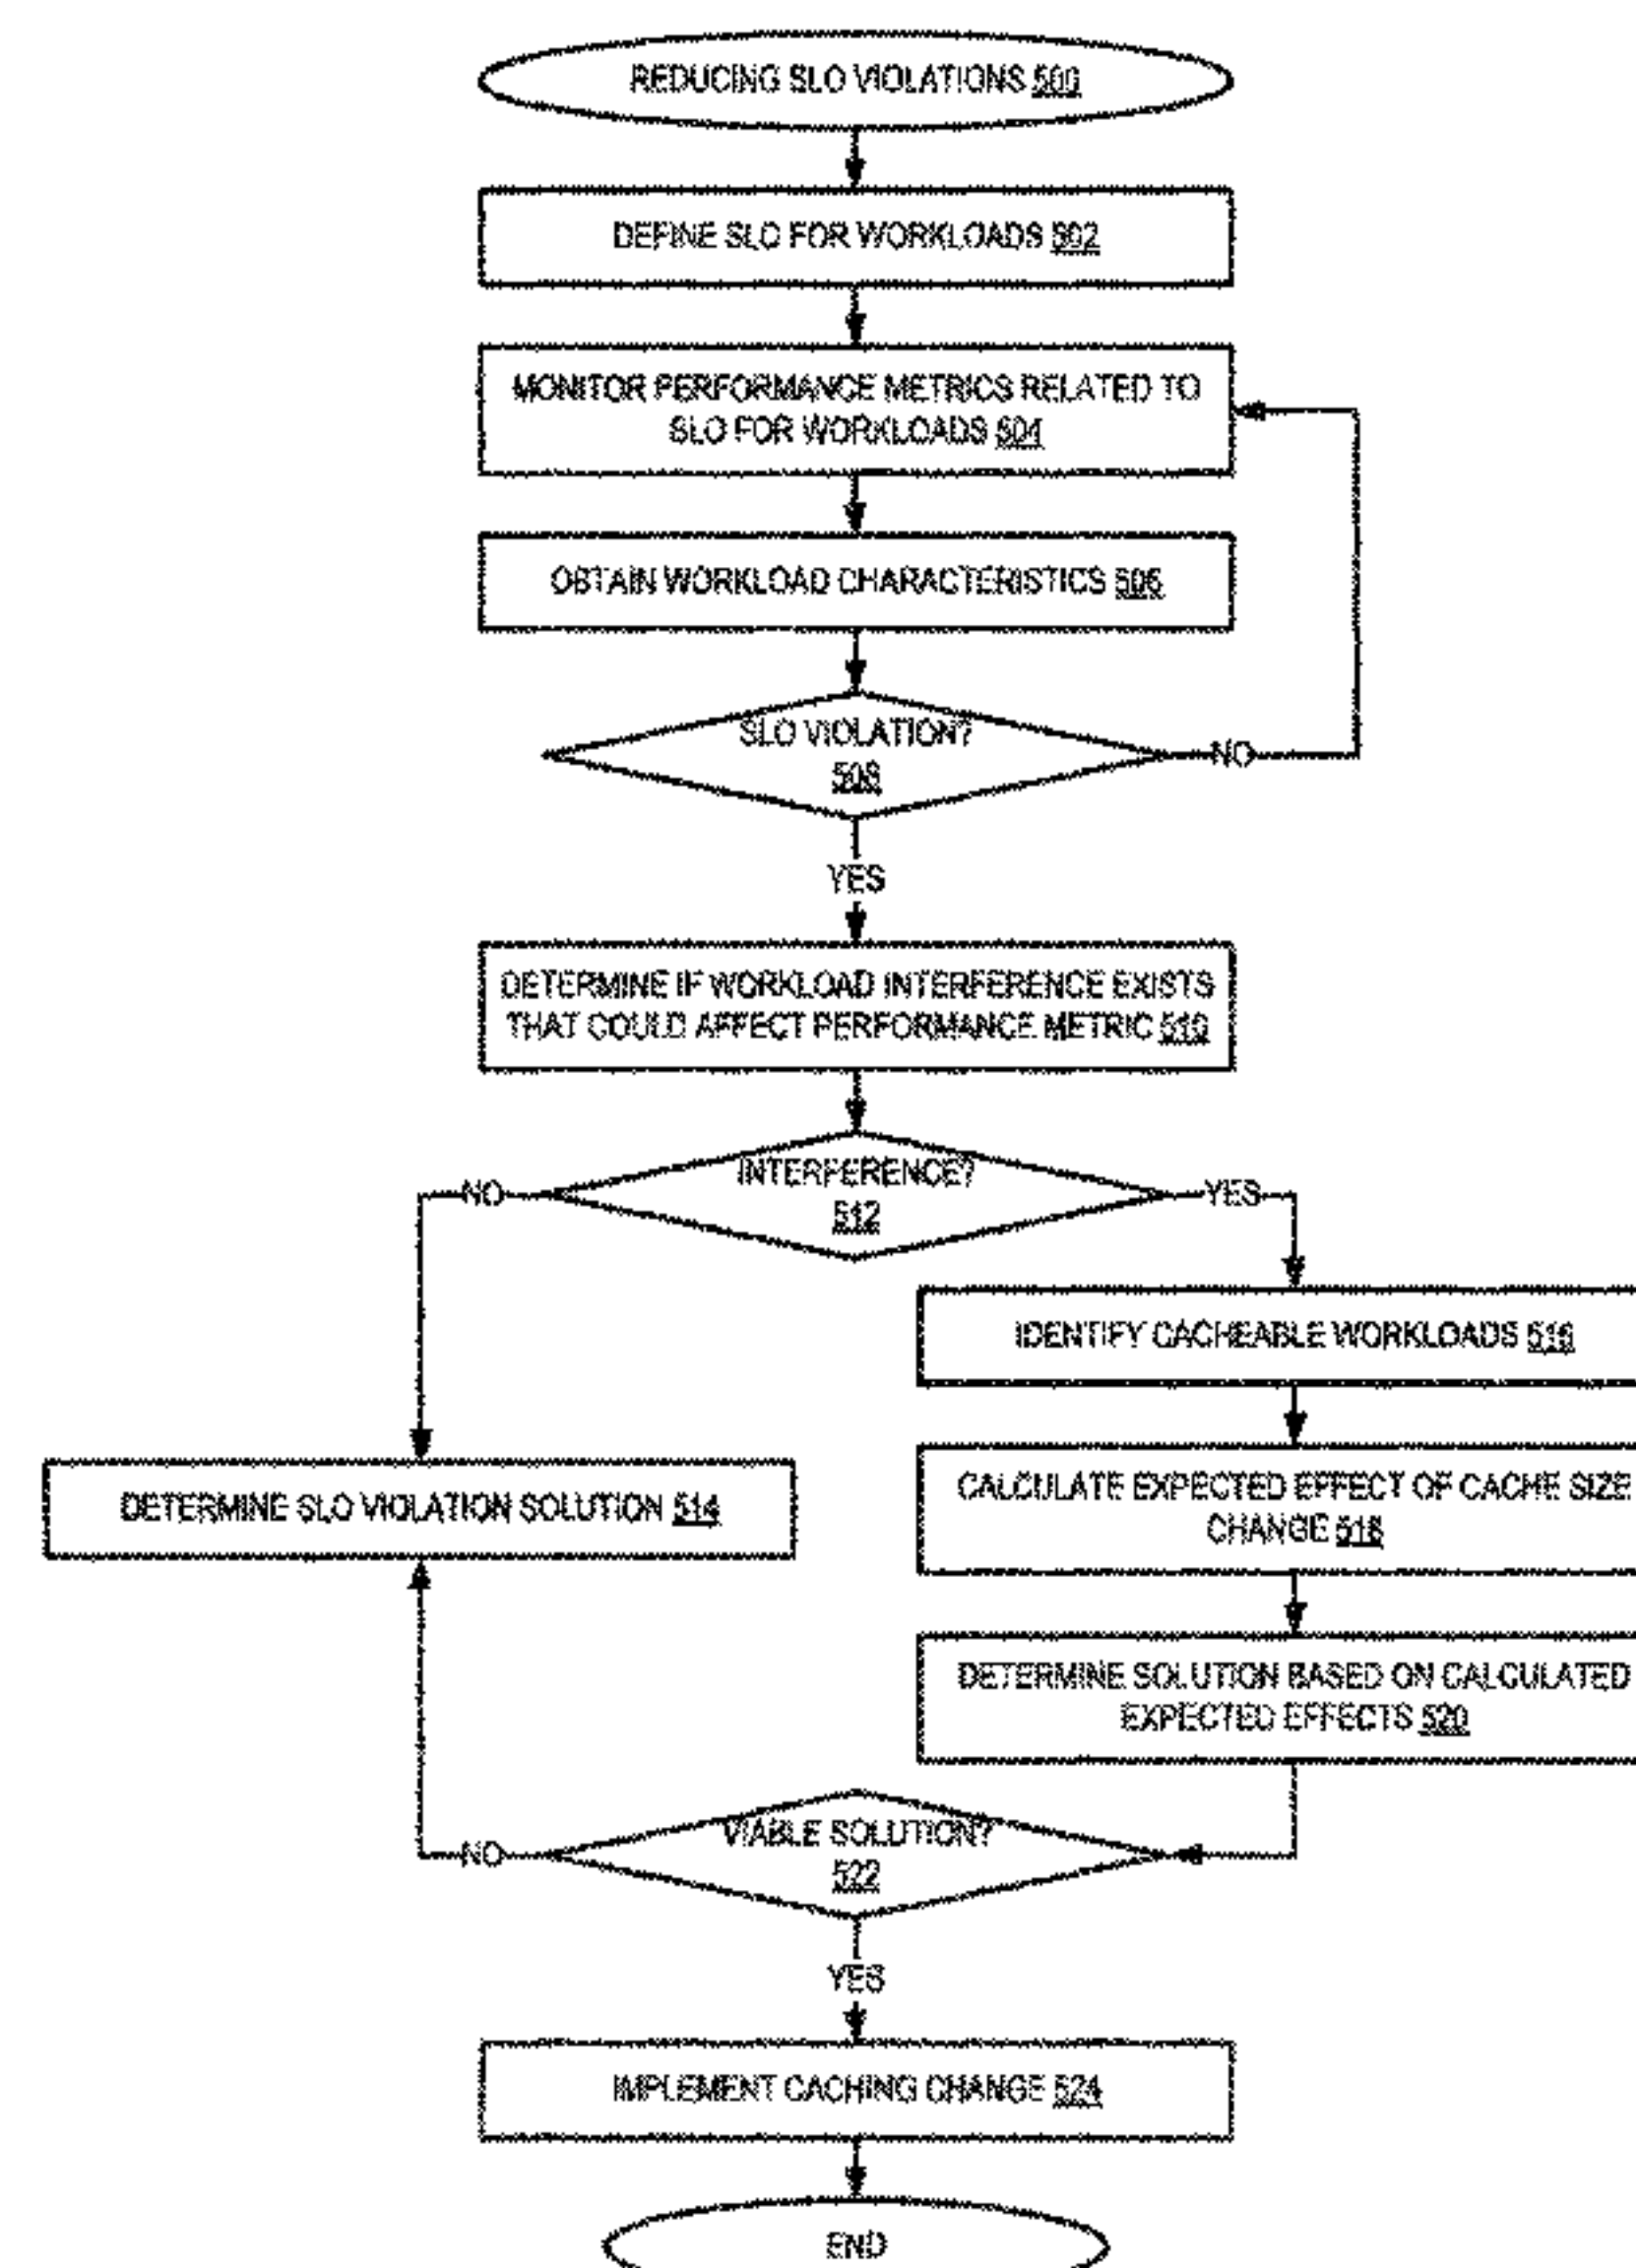 REDUCING SLO VIOLATIONS 500
DEFINE SLO FOR WORKLOADS 502
MONITOR PERFORMANCE METRICS RELATED TO
SLO FOR WORKLOADS 504
OBTAIN WORKLOAD CHARACTERISTICS 506
SLO VIOLATION?
508
NO
YES
DETERMINE IF WORKLOAD INTERFERENCE EXISTS
THAT COULD AFFECT PERFORMANCE METRIC 510
INTERFERENCE?
512
NO
YES
IDENTIFY CACHEABLE WORKLOADS 516
DETERMINE SLO VIOLATION SOLUTION 514
CALCULATE EXPECTED EFFECT OF CACHE SIZE
CHANGE 518
DETERMINE SOLUTION BASED ON CALCULATED
EXPECTED EFFECTS 520
VIABLE SOLUTION?
522
NO
YES
IMPLEMENT CACHING CHANGE 524
END